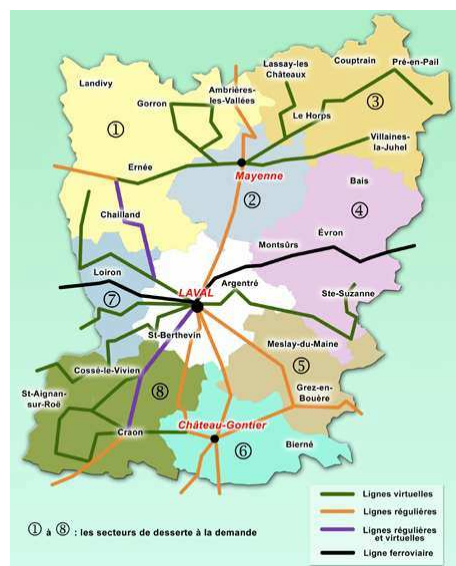 Lassay-les
Châteaux
Couptrain
Pré-en-Pail
Landivy
Ambrières-
les-Vallées
Gorron
③
Le Horps
①
Villaines-
la-Juhel
Ernée
Mayenne
Bais
②
④
Chailland
Évron
Montsûrs
Loiron
Argentré
⑦
LAVAL
Ste-Suzanne
St-Berthevin
Meslay-du-Maine
Cossé-le-Vivien
⑤
St-Aignan-
sur-Roë
⑧
Grez-en-
Bouère
Craon
Château-Gontier
Bierné
⑥
Lignes virtuelles
Lignes régulières
Lignes régulières
et virtuelles
Ligne ferroviaire
① à ⑧ : les secteurs de desserte à la demande